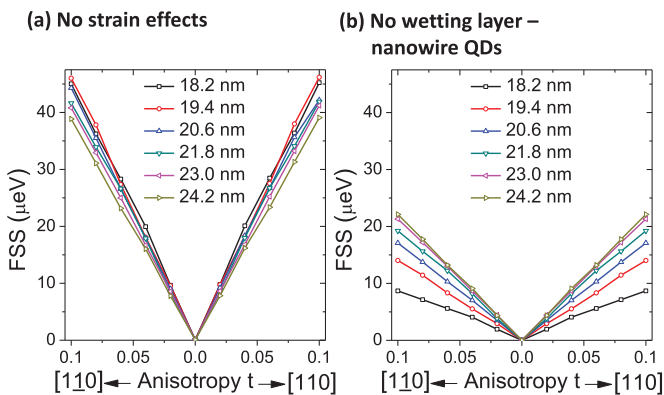 (a) No strain effects
(b) No wetting layer –
nanowire QDs
FSS (μeV)
40
30
20
10
0
18.2 nm
19.4 nm
20.6 nm
21.8 nm
23.0 nm
24.2 nm
0.1 0.05 0.0 0.05 0.1
[1<u>1</u>0] Anisotropy t [110]
FSS (μeV)
40
30
20
10
0
18.2 nm
19.4 nm
20.6 nm
21.8 nm
23.0 nm
24.2 nm
0.1 0.05 0.0 0.05 0.1
[1<u>1</u>0] Anisotropy t [110]